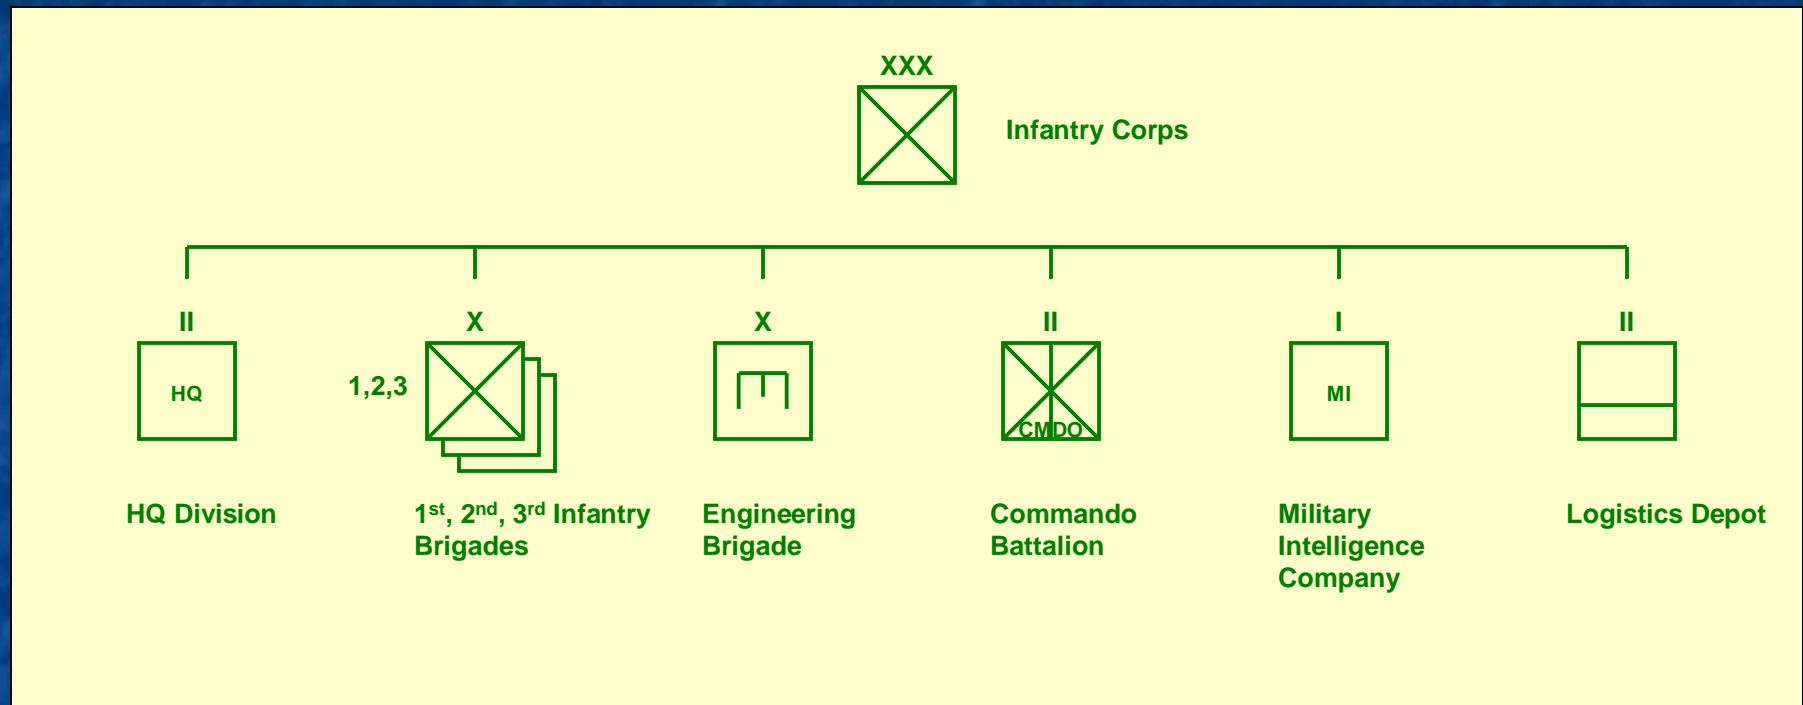 XXX
Infantry Corps
II
X
X
II
I
II
HQ
1,2,3
CMDO
MI
HQ Division
1st, 2nd, 3rd Infantry
Brigades
Engineering
Brigade
Commando
Battalion
Military
Intelligence
Company
Logistics Depot